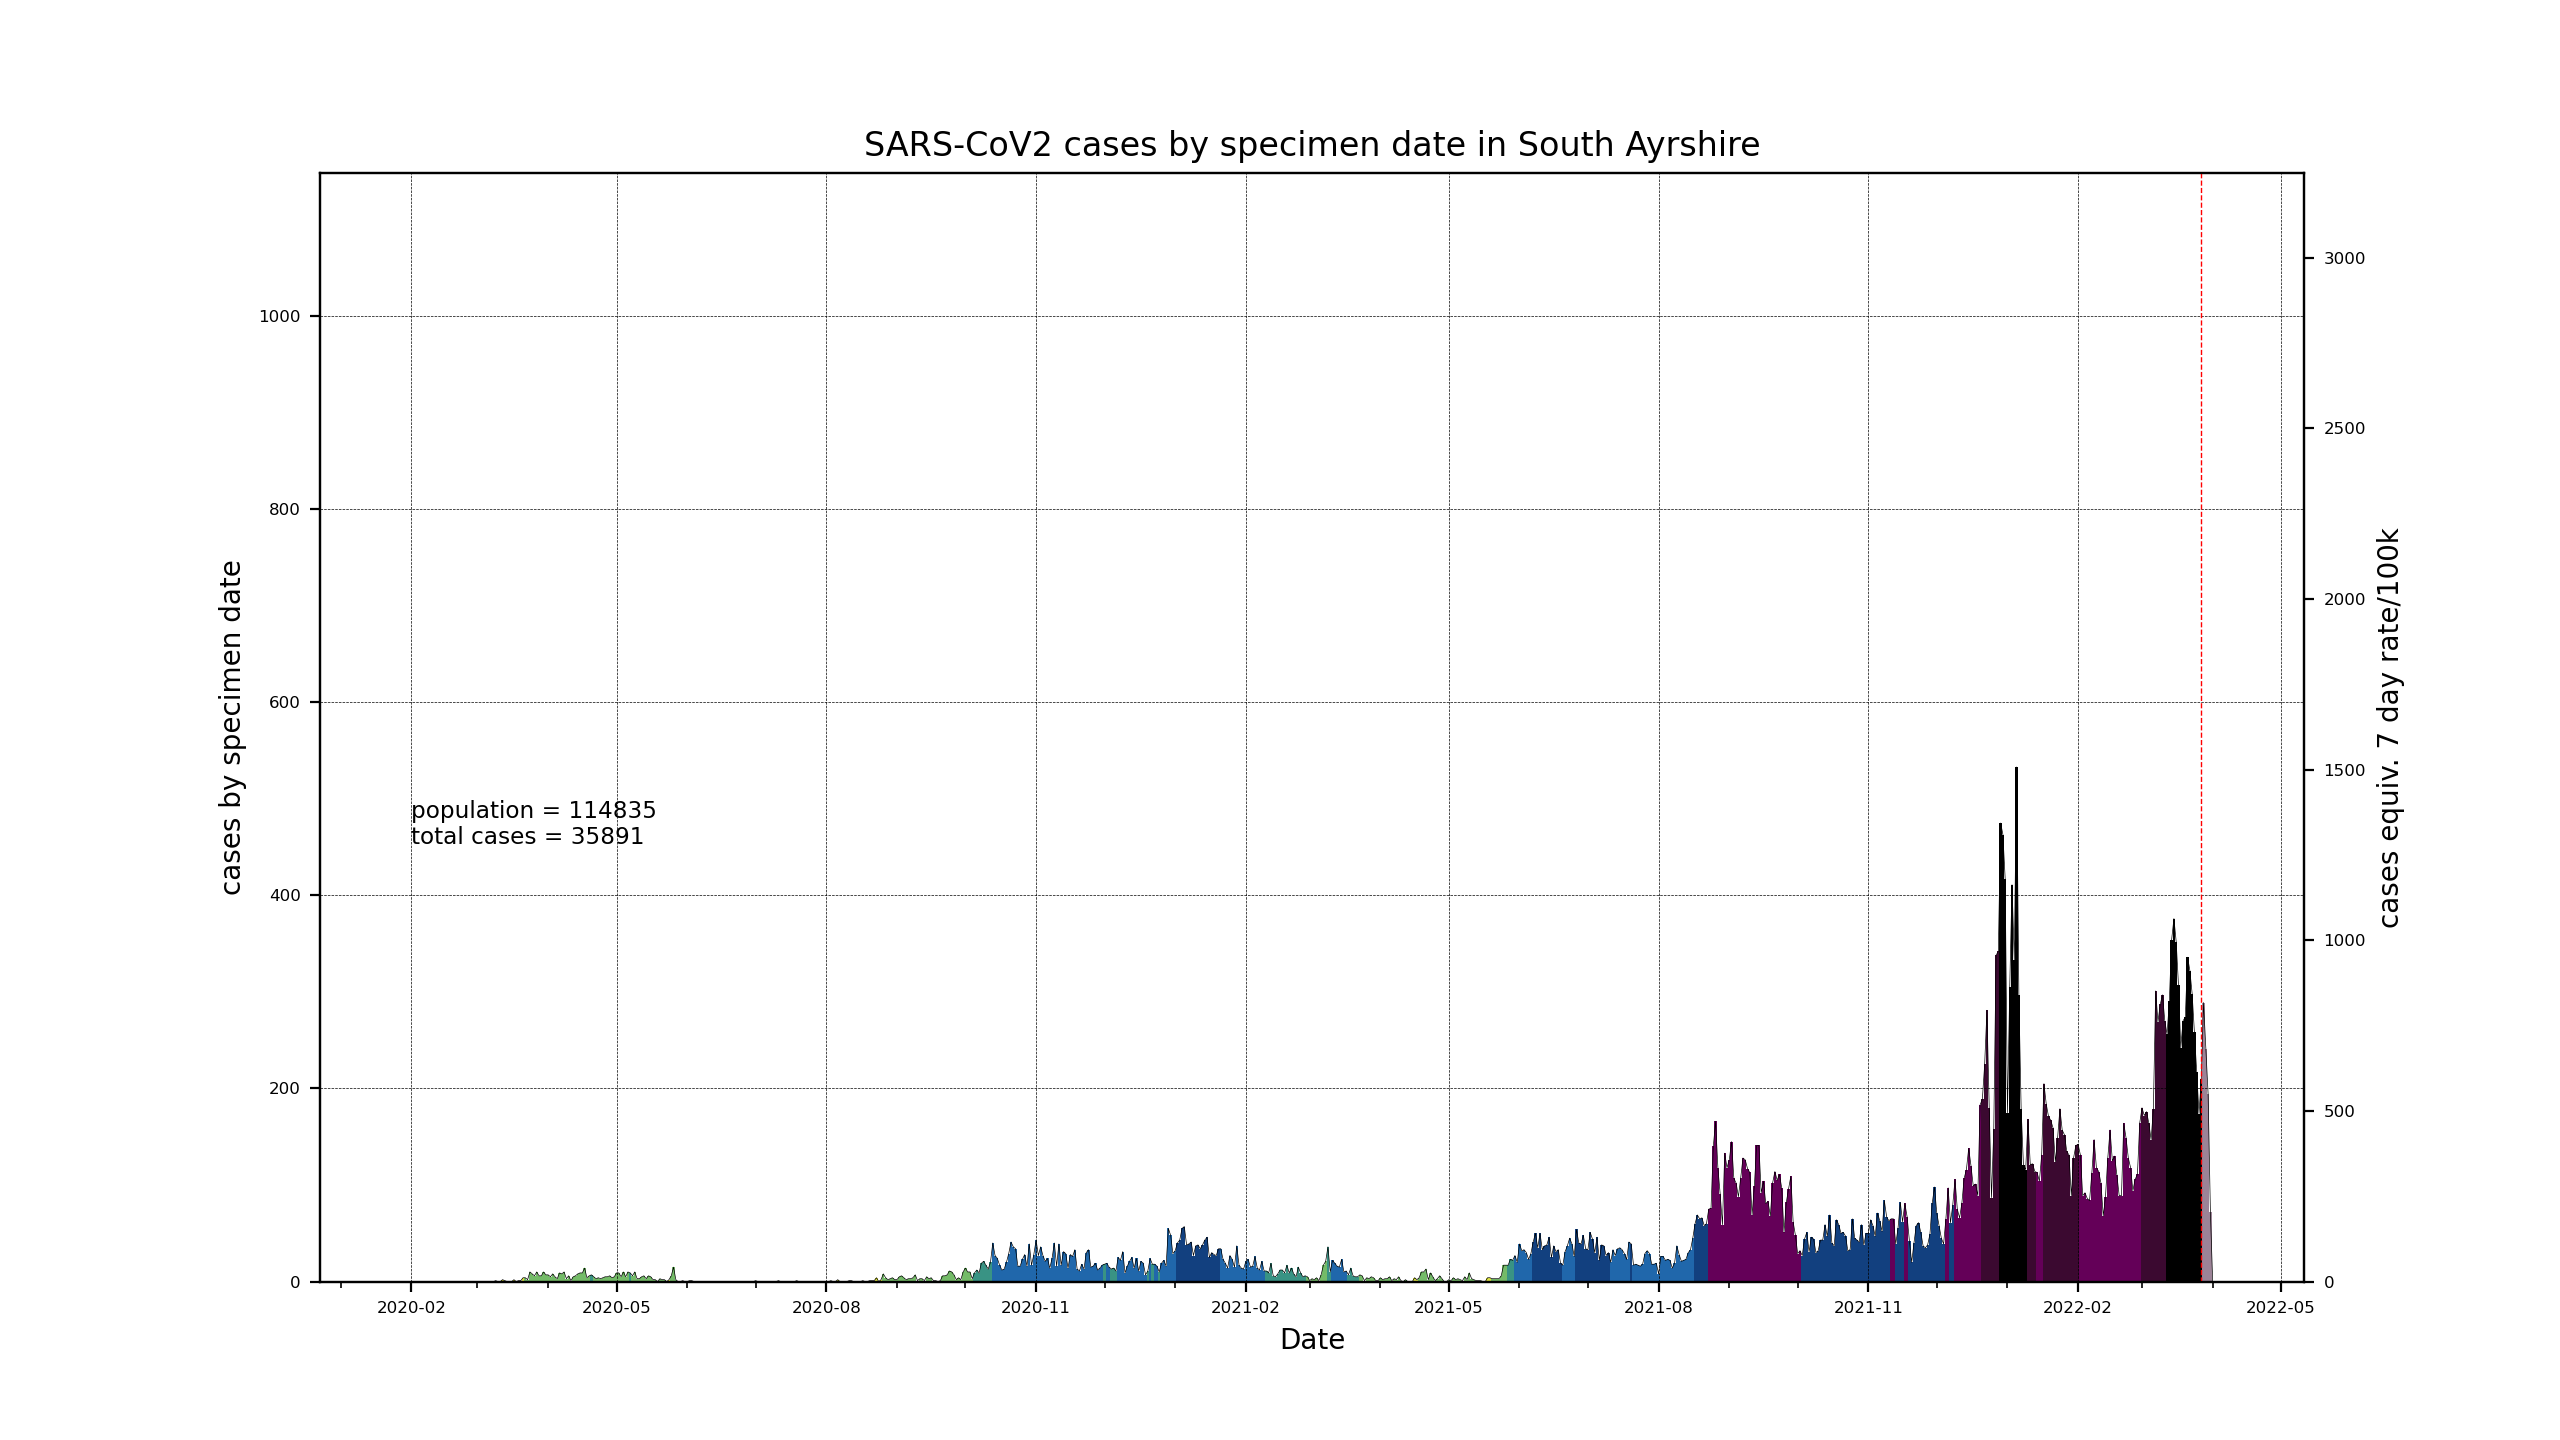 SARS-CoV2 cases by specimen date in South Ayrshire
cases by specimen date
1000
800
600
400
200
0
population = 114835
total cases = 35891
3000
2500
2000
1500
1000
500
0
cases equiv. 7 day rate/100k
2020-02 2020-05 2020-08 2020-11 2021-02 2021-05 2021-08 2021-11 2022-02 2022-05
Date